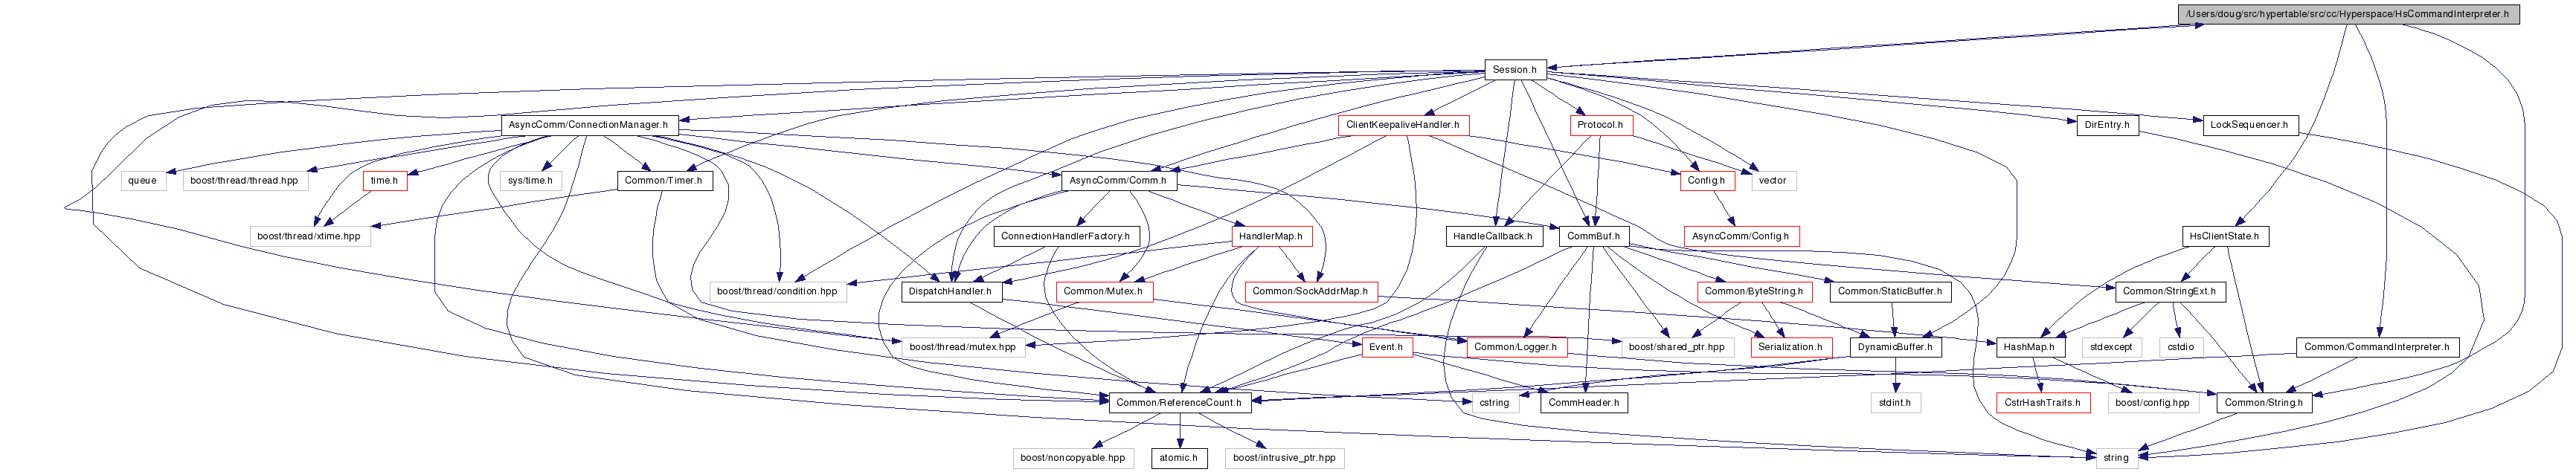 /Users/doug/src/hypertable/src/cc/Hyperspace/HsCommandInterpreter.h
Session.h
AsyncComm/ConnectionManager.h
ClientKeepaliveHandler.h
Protocol.h
DirEntry.h
LockSequencer.h
queue
boost/thread/thread.hpp
time.h
sys/time.h
Common/Timer.h
AsyncComm/Comm.h
Config.h
vector
boost/thread/xtime.hpp
ConnectionHandlerFactory.h
HandlerMap.h
HandleCallback.h
CommBuf.h
AsyncComm/Config.h
HsClientState.h
boost/thread/condition.hpp
DispatchHandler.h
Common/Mutex.h
Common/SockAddrMap.h
Common/ByteString.h
Common/StaticBuffer.h
Common/StringExt.h
boost/thread/mutex.hpp
Event.h
Common/Logger.h
boost/shared_ptr.hpp
Serialization.h
DynamicBuffer.h
HashMap.h
stdexcept
cstdio
Common/CommandInterpreter.h
Common/ReferenceCount.h
cstring
CommHeader.h
stdint.h
CstrHashTraits.h
boost/config.hpp
Common/String.h
boost/noncopyable.hpp
atomic.h
boost/intrusive_ptr.hpp
string